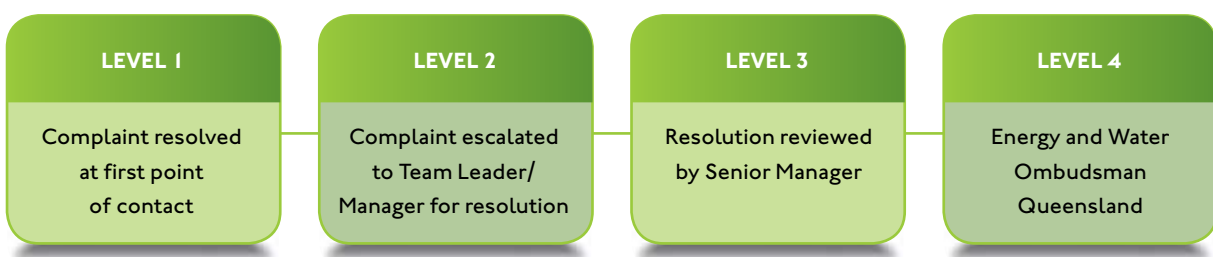 LEVEL 1
Complaint resolved
at first point
of contact
LEVEL 2
Complaint escalated
to Team Leader/
Manager for resolution
LEVEL 3
Resolution reviewed
by Senior Manager
LEVEL 4
Energy and Water
Ombudsman
Queensland